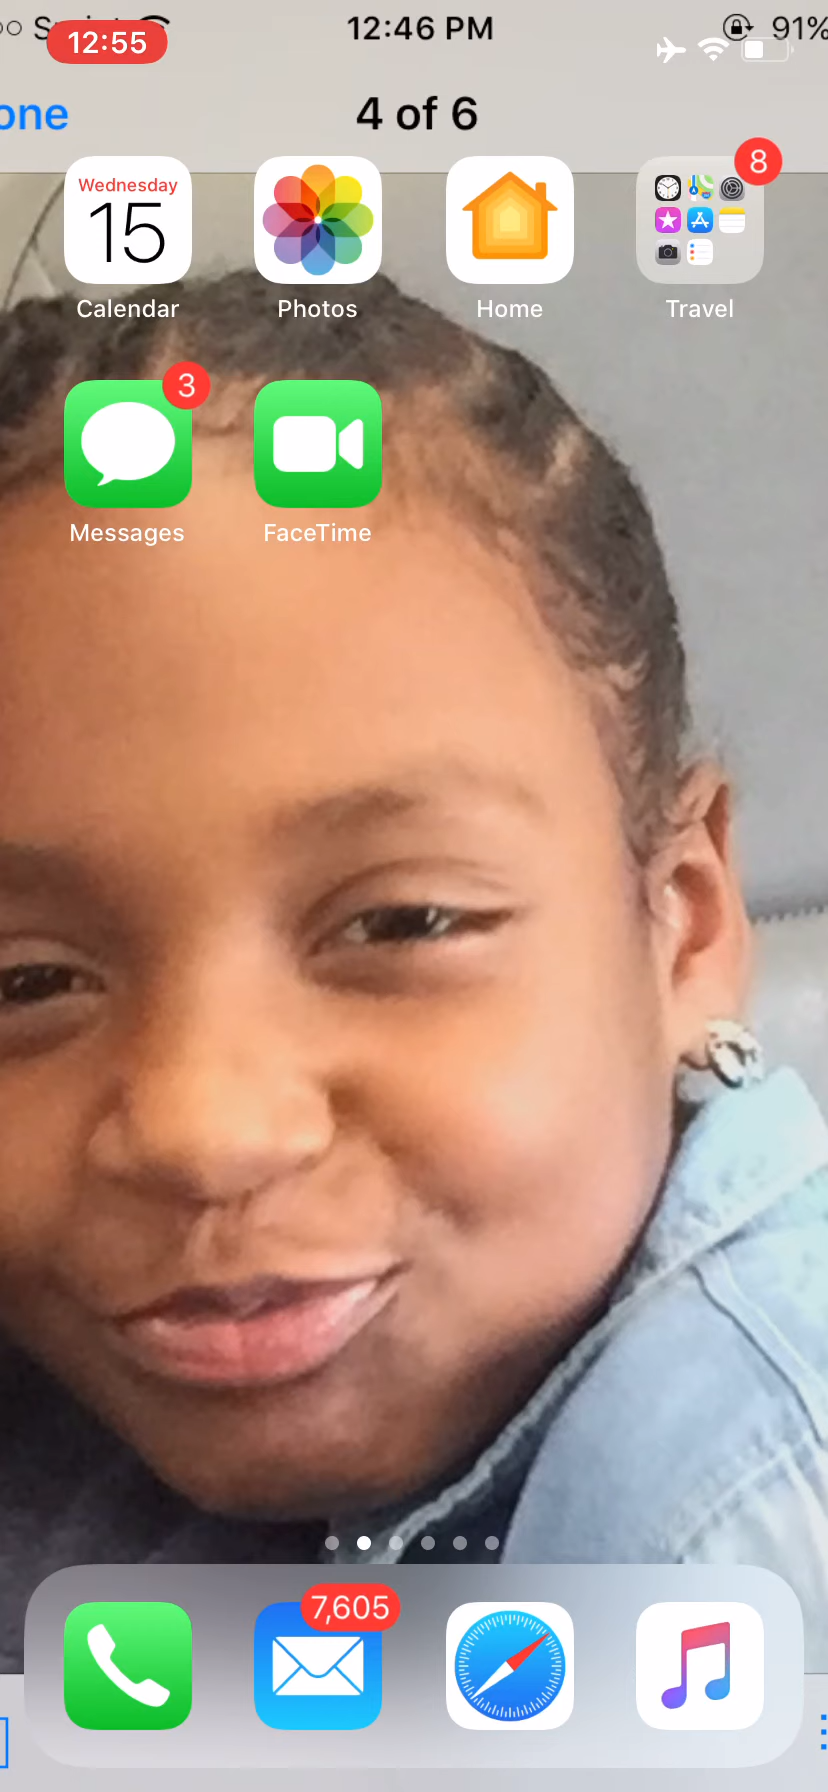 12:46 PM
91%
12:55
one
4 of 6
8
Wednesday
15
Calendar
Photos
Home
Travel
3
Messages
FaceTime
7,605